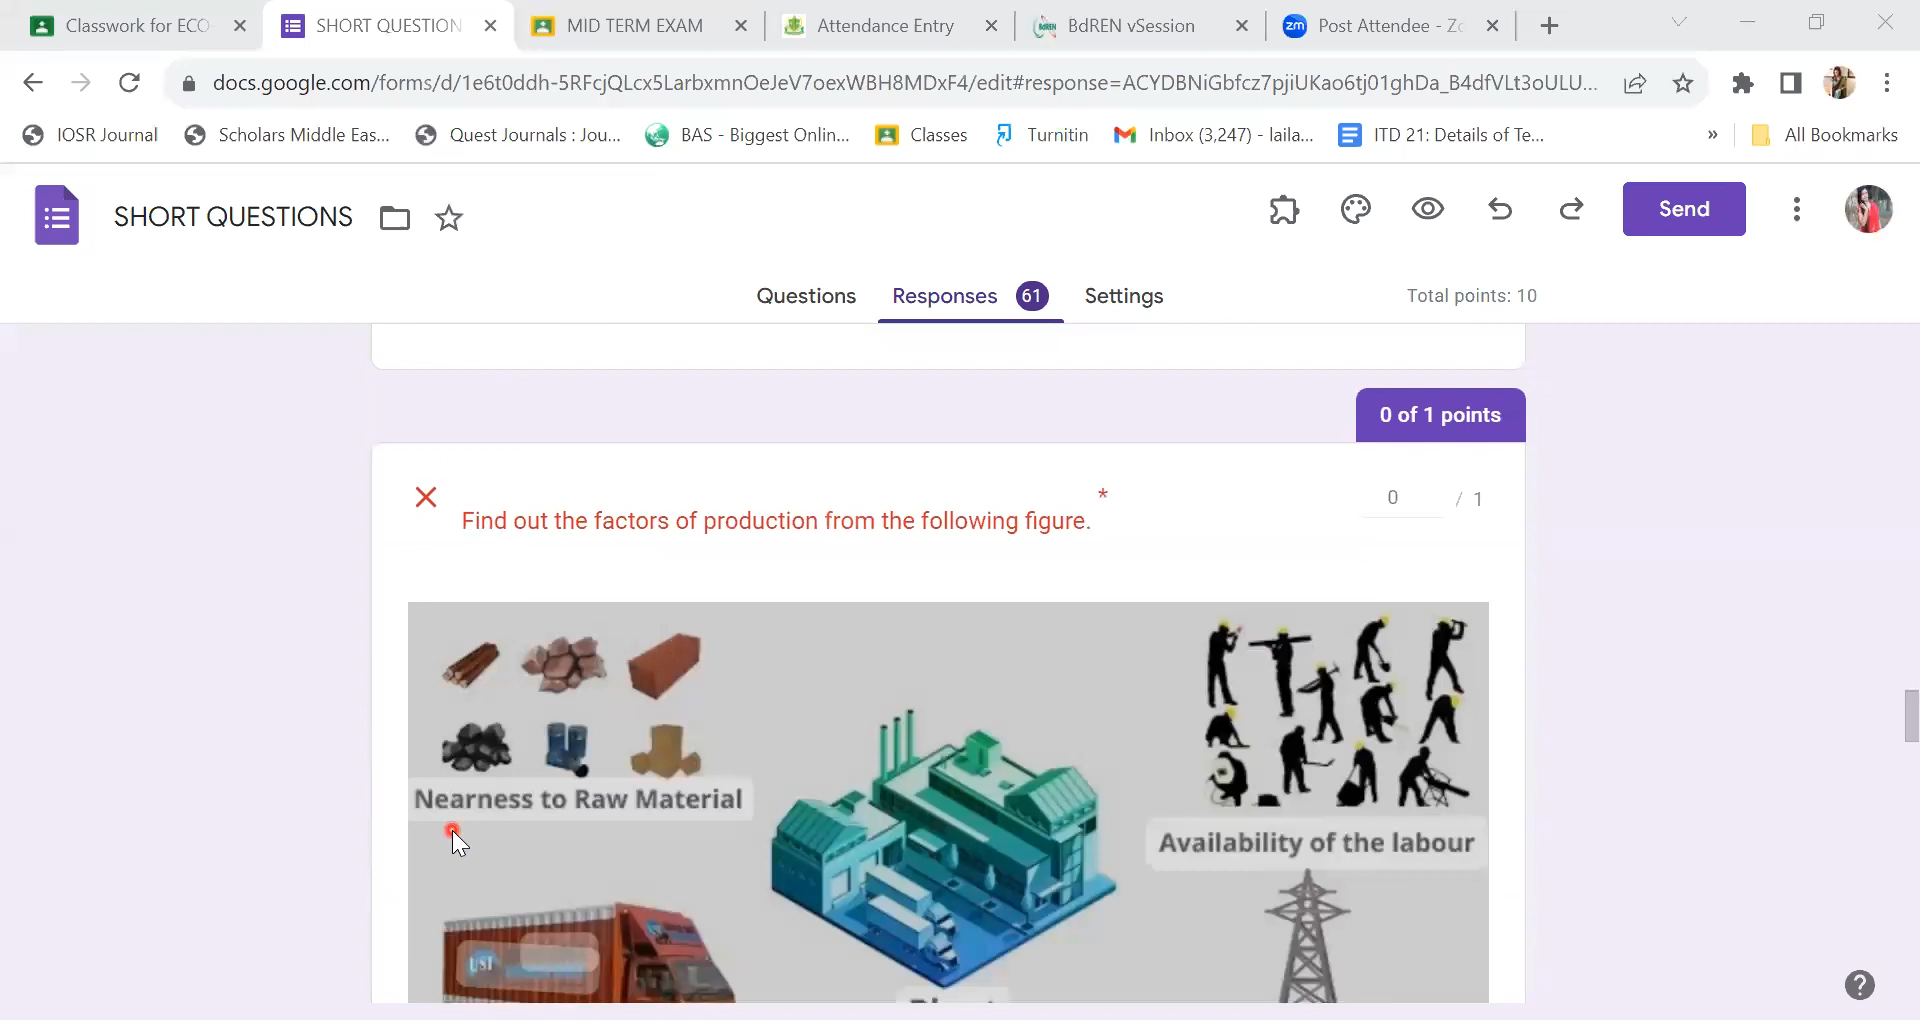 Classwork for ECO
SHORT QUESTION
MID TERM EXAM
Attendance Entry
BdREN vSession
zm Post Attendee - Zo
docs.google.com/forms/d/1e6t0ddh-5RFcjQLcx5LarbxmnOeJeV7oexWBH8MDxF4/edit#response=ACYDBNiGbfcz7pjiUKao6tj01ghDa_B4dfVLt3oULU...
IOSR Journal
Scholars Middle Eas...
Quest Journals : Jou...
BAS - Biggest Onlin...
Classes
Turnitin
Inbox (3,247) - laila...
ITD 21: Details of Te...
»
All Bookmarks
SHORT QUESTIONS
Send
Questions
Responses 61
Settings
Total points: 10
0 of 1 points
Find out the factors of production from the following figure. *
0 / 1
Nearness to Raw Material
Availability of the labour